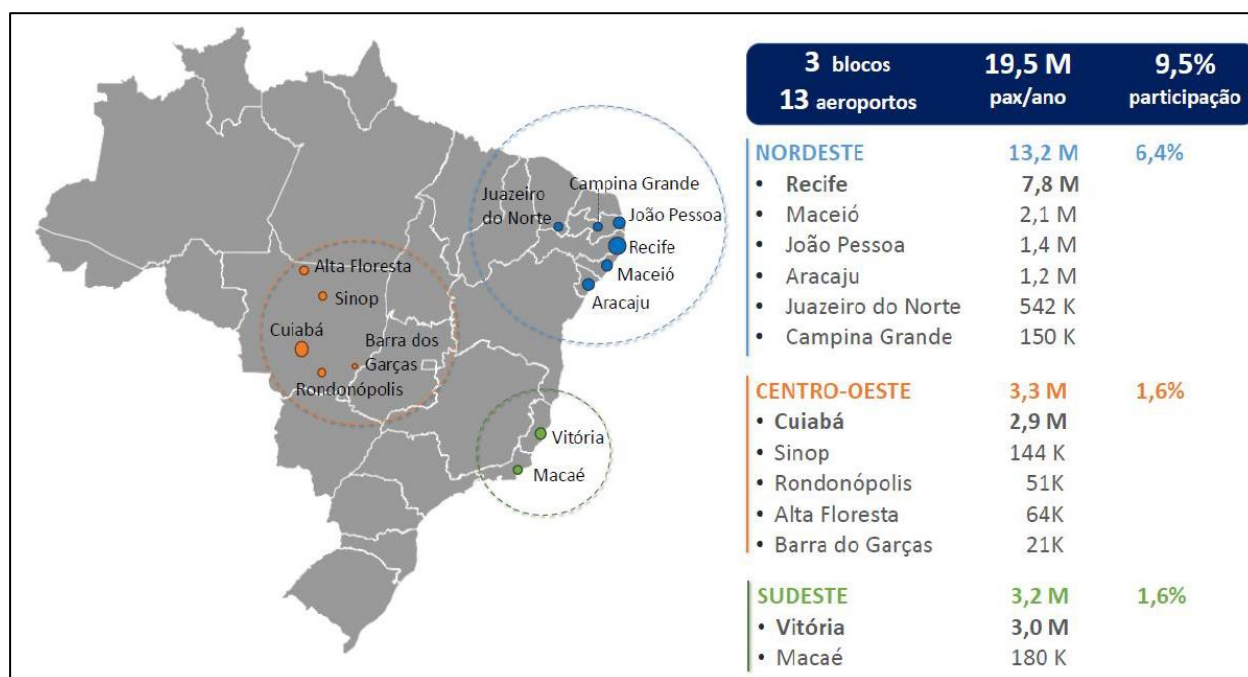 Campina Grande
Juazeiro
do Norte
João Pessoa
Recife
Maceió
Aracaju
Alta Floresta
Sinop
Cuiabá
Barra dos
Garças
Rondonópolis
Vitória
Macaé
3 blocos 19,5 M 9,5%
13 aeroportos pax/ano participação
NORDESTE 13,2 M 6,4%
• Recife 7,8 M
• Maceió 2,1 M
• João Pessoa 1,4 M
• Aracaju 1,2 M
• Juazeiro do Norte 542 K
• Campina Grande 150 K
CENTRO-OESTE 3,3 M 1,6%
• Cuiabá 2,9 M
• Sinop 144 K
• Rondonópolis 51K
• Alta Floresta 64K
• Barra do Garças 21K
SUDESTE 3,2 M 1,6%
• Vitória 3,0 M
• Macaé 180 K